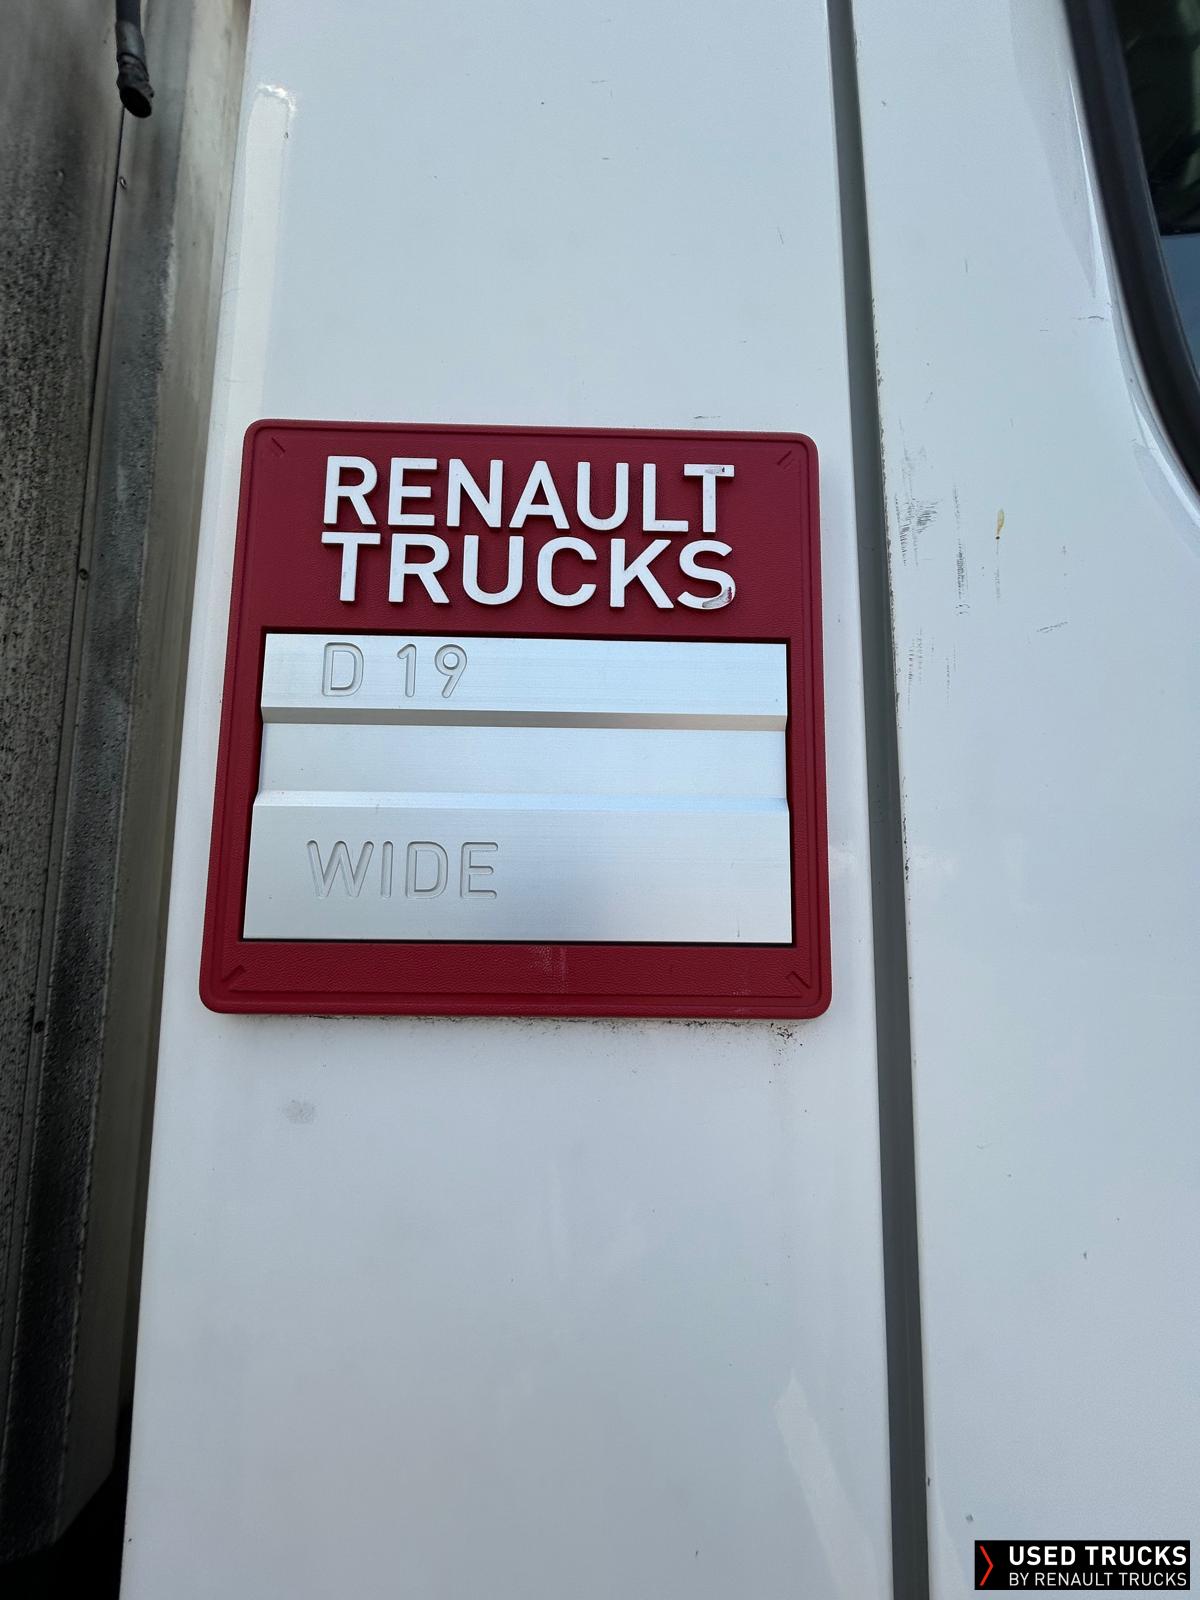 RENAULT
TRUCKS
D 19
WIDE
USED TRUCKS
BY RENAULT TRUCKS